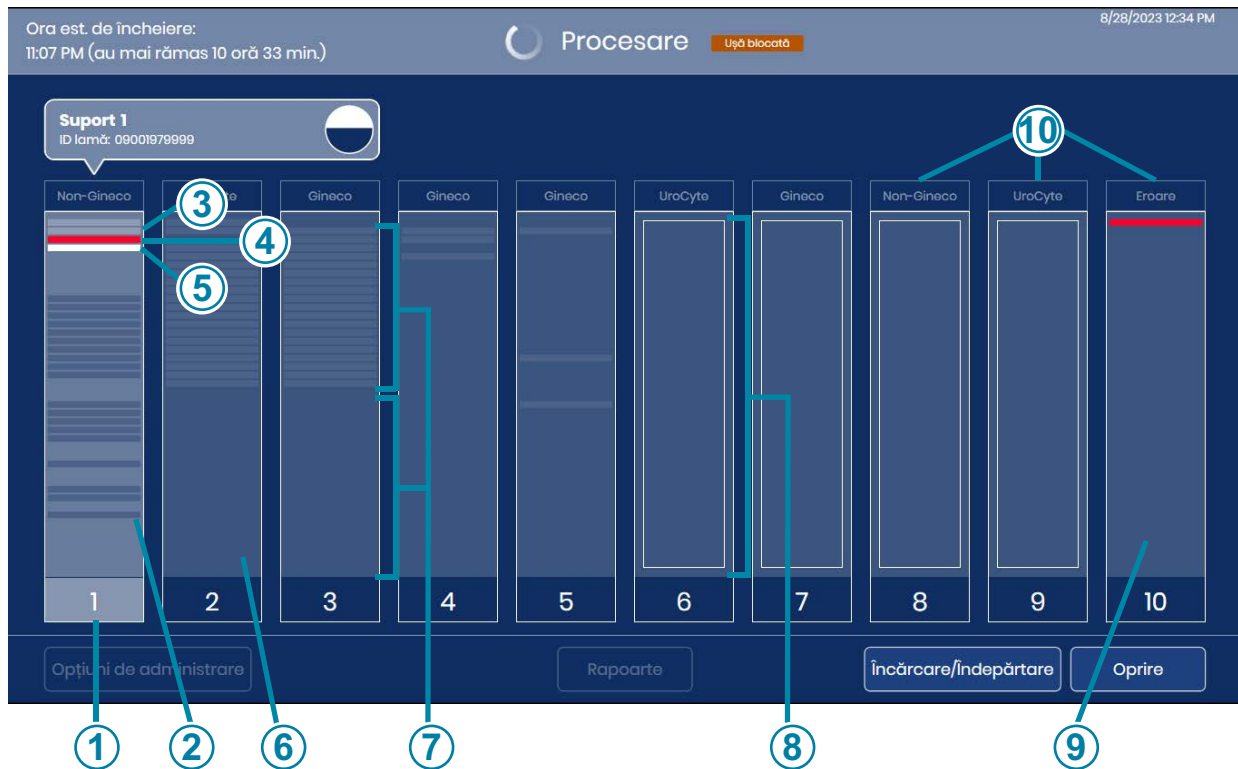 Ora est. de încheiere:
11:07 PM (au mai rămas 10 oră 33 min.)
Procesare
Ușă blocată
8/28/2023 12:34 PM
Suport 1
ID lamă: 09001979999
10
Non-Gineco
Gineco
Gineco
Gineco
UroCyte
Gineco
Non-Gineco
UroCyte
Eroare
3
4
5
1 2 3 4 5 6 7 8 9 10
Opțiuni de administrare
Rapoarte
Încărcare/Îndepărtare
Oprire
1 2 6 7 8 9